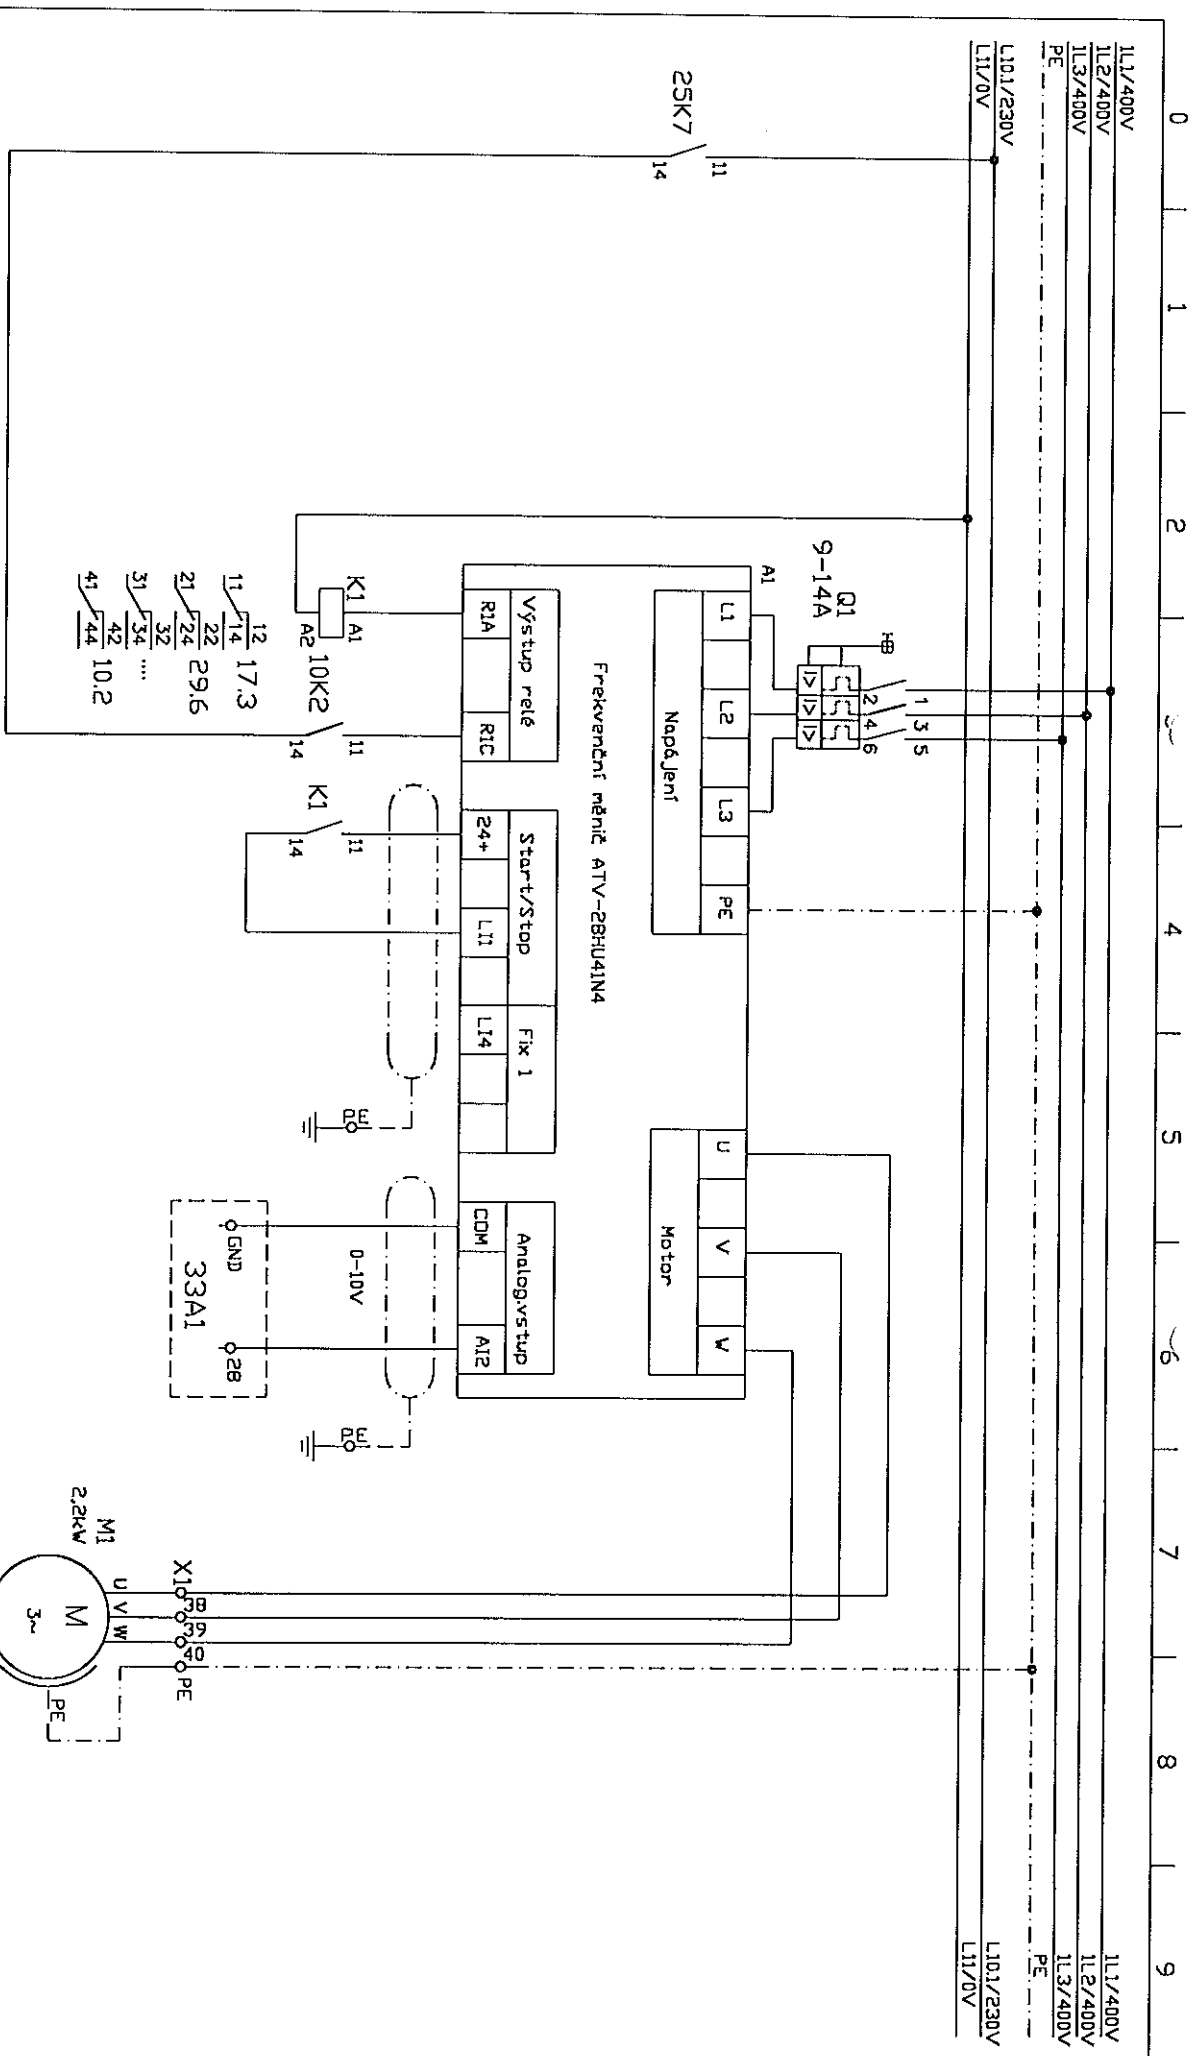 0 1 2 3 4 5 6 7 8 9
1L1/400V 1L1/400V
1L2/400V 1L2/400V
1L3/400V 1L3/400V
PE PE
L10.1/230V L10.1/230V
L11/0V L11/0V
25K7
11
14
Q1
9-14A
1 3 5
2 4 6
I> I> I>
A1
L1 L2 L3 PE
Napájení
U V W
Motor
Frekvenční měnič ATV-28HU41N4
Výstup relé
R1A R1C
Start/Stop Fix 1
24+ LI1 LI4
Analog.vstup
COM AI2
K1
A1
A2
10K2
11
14
K1
11
14
PE
0-10V
PE
GND 28
33A1
11 12 14 17.3
21 22 24 29.6
31 32 34 ....
41 42 44 10.2
X1 38 39 40 PE
U V W
M1
2,2kW
M
3~
PE